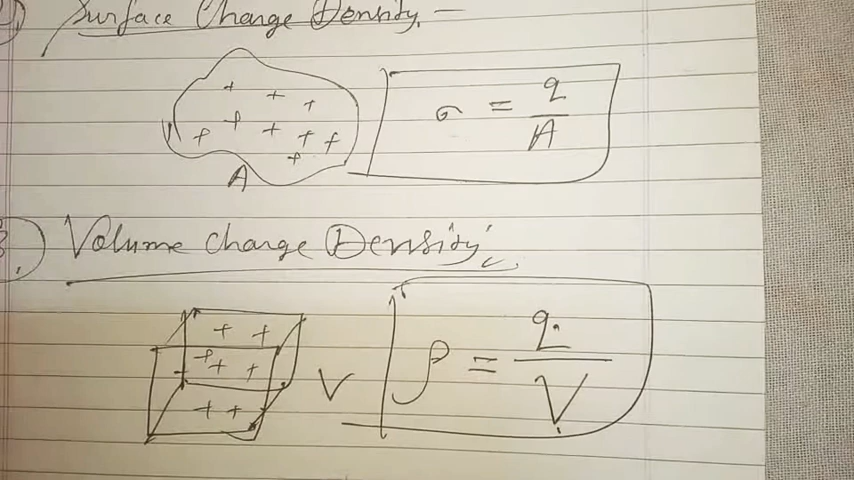 Surface Charge Density. —
σ = q/A
A
3.) Volume Charge Density
V
ρ = q/V